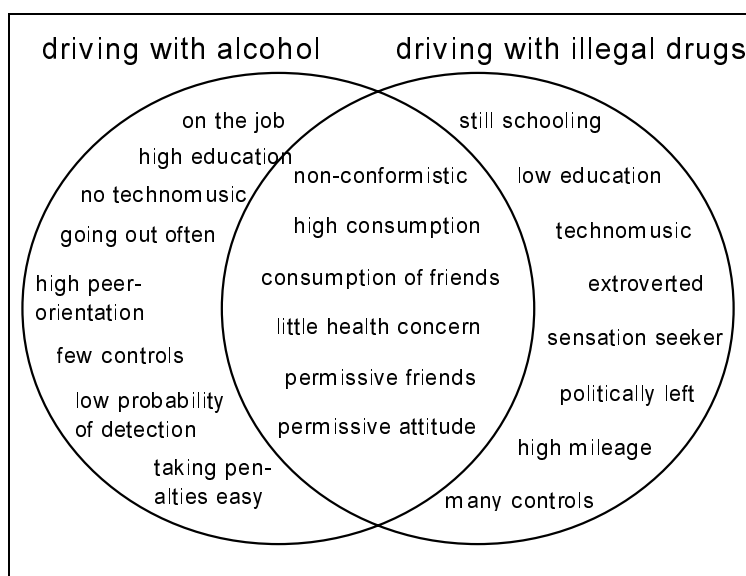 driving with alcohol
driving with illegal drugs
on the job
high education
no technomusic
going out often
high peer-
orientation
few controls
low probability
of detection
taking pen-
alties easy
non-conformistic
high consumption
consumption of friends
little health concern
permissive friends
permissive attitude
still schooling
low education
technomusic
extroverted
sensation seeker
politically left
high mileage
many controls